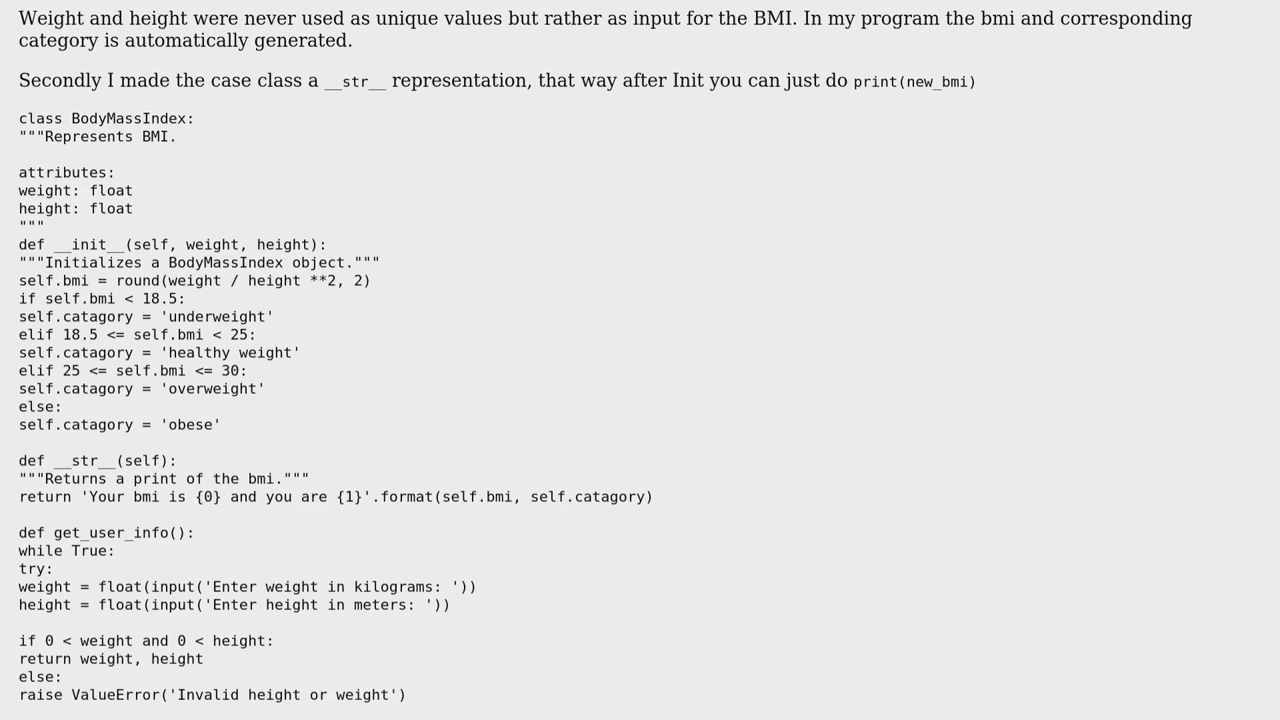 Weight and height were never used as unique values but rather as input for the BMI. In my program the bmi and corresponding
category is automatically generated.
Secondly I made the case class a __str__ representation, that way after Init you can just do print(new_bmi)
class BodyMassIndex:
"""Represents BMI.
attributes:
weight: float
height: float
"""
def __init__(self, weight, height):
"""Initializes a BodyMassIndex object."""
self.bmi = round(weight / height **2, 2)
if self.bmi < 18.5:
self.catagory = 'underweight'
elif 18.5 <= self.bmi < 25:
self.catagory = 'healthy weight'
elif 25 <= self.bmi <= 30:
self.catagory = 'overweight'
else:
self.catagory = 'obese'
def __str__(self):
"""Returns a print of the bmi."""
return 'Your bmi is {0} and you are {1}'.format(self.bmi, self.catagory)
def get_user_info():
while True:
try:
weight = float(input('Enter weight in kilograms: '))
height = float(input('Enter height in meters: '))
if 0 < weight and 0 < height:
return weight, height
else:
raise ValueError('Invalid height or weight')